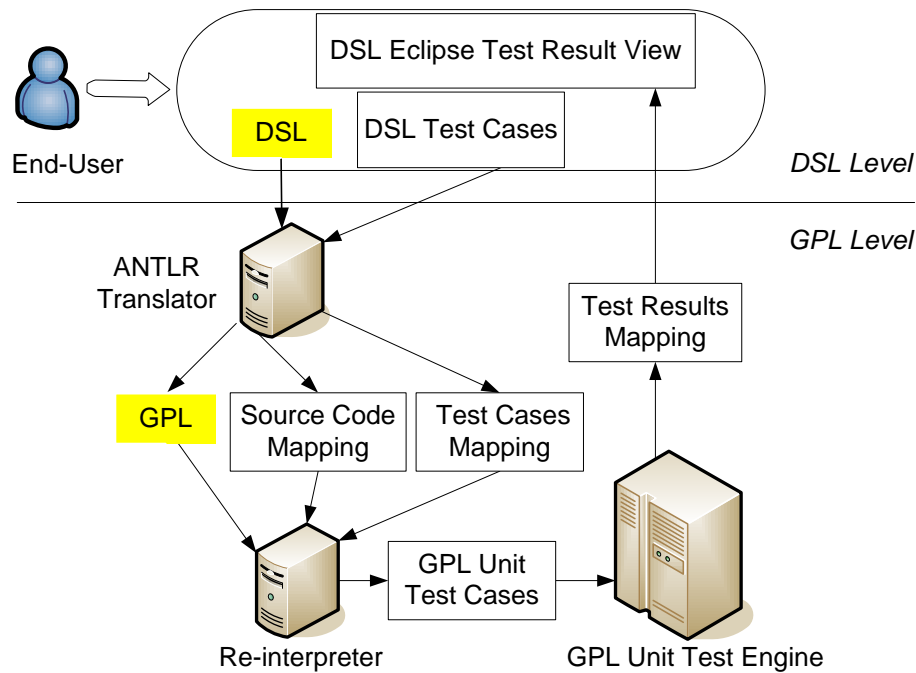 DSL Eclipse Test Result View
DSL
DSL Test Cases
End-User
DSL Level
GPL Level
ANTLR
Translator
Test Results
Mapping
GPL
Source Code
Mapping
Test Cases
Mapping
GPL Unit
Test Cases
Re-interpreter
GPL Unit Test Engine